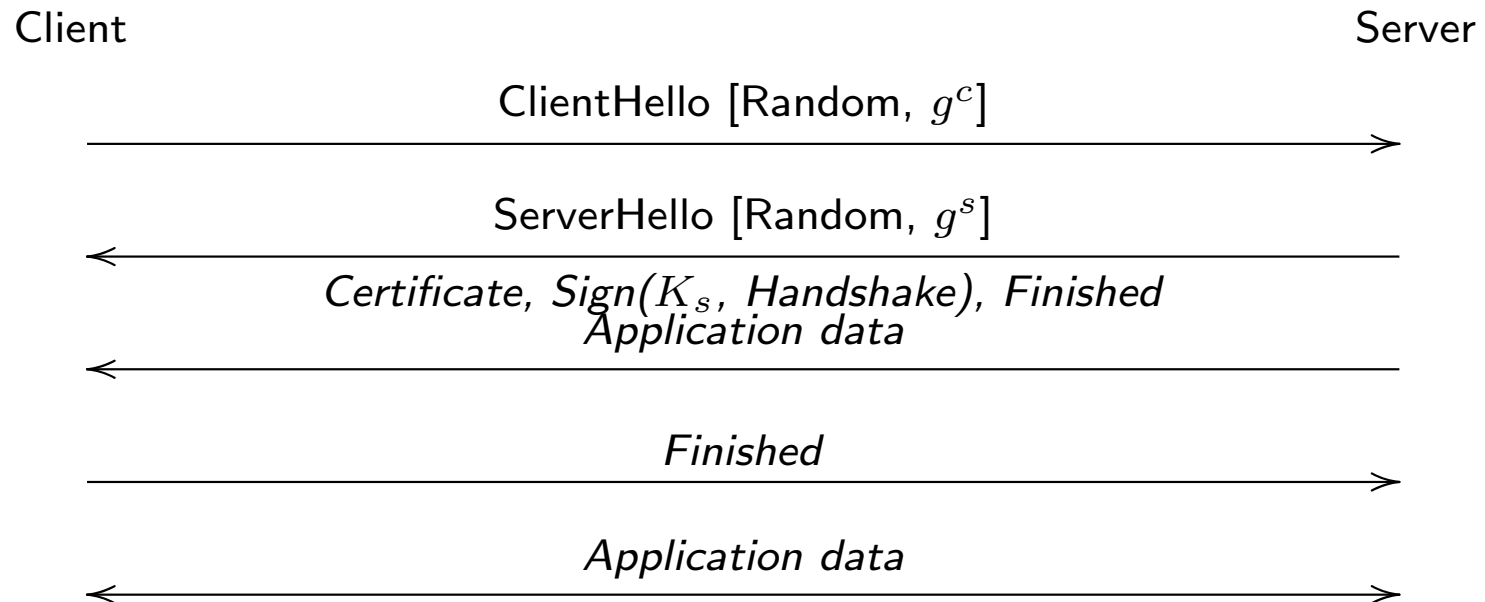 Client Server
ClientHello [Random, g^c]
ServerHello [Random, g^s]
Certificate, Sign(K_s, Handshake), Finished
Application data
Finished
Application data